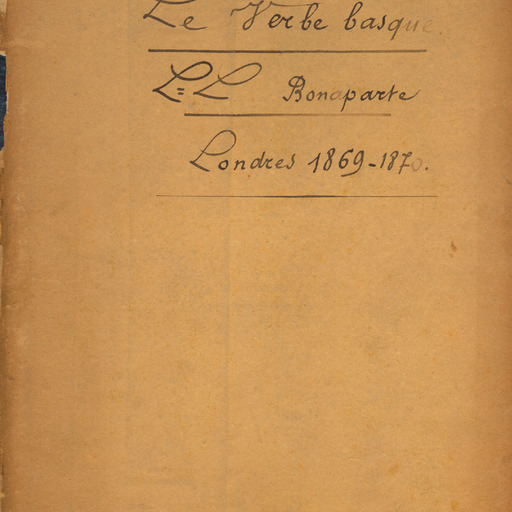 Le Verbe basque.
L=L Bonaparte
Londres 1869-1870.